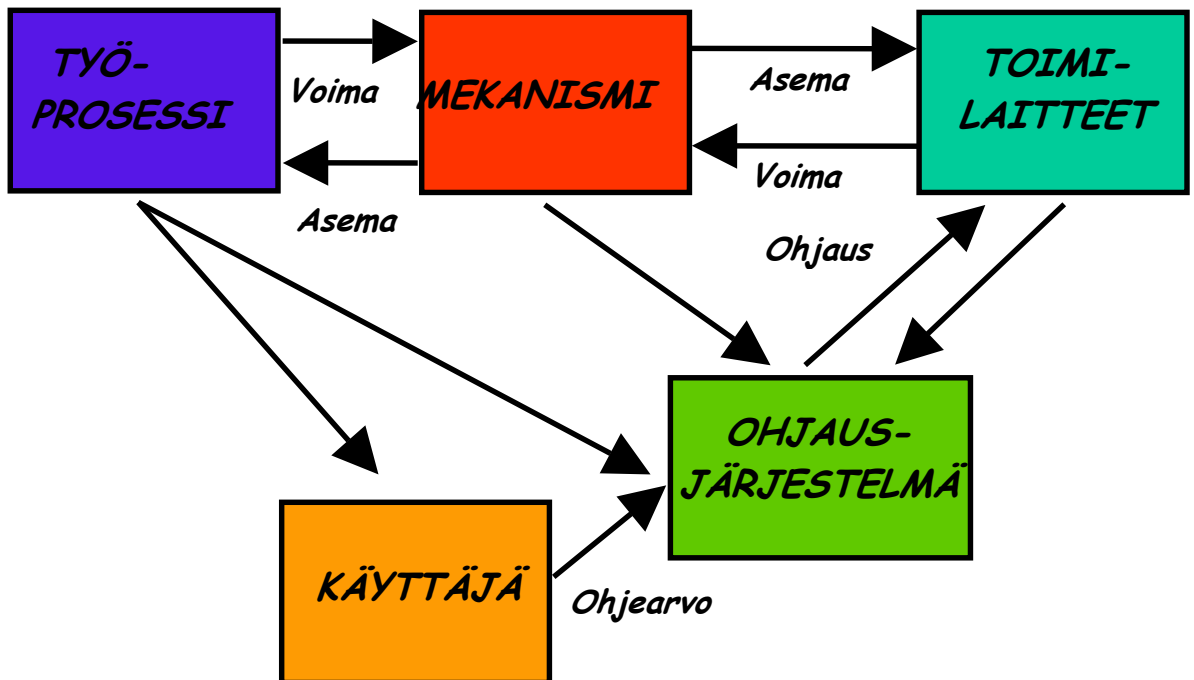 TYÖ-
PROSESSI
Voima
MEKANISMI
Asema
TOIMI-
LAITTEET
Asema
Voima
Ohjaus
OHJAUS-
JÄRJESTELMÄ
KÄYTTÄJÄ
Ohjearvo